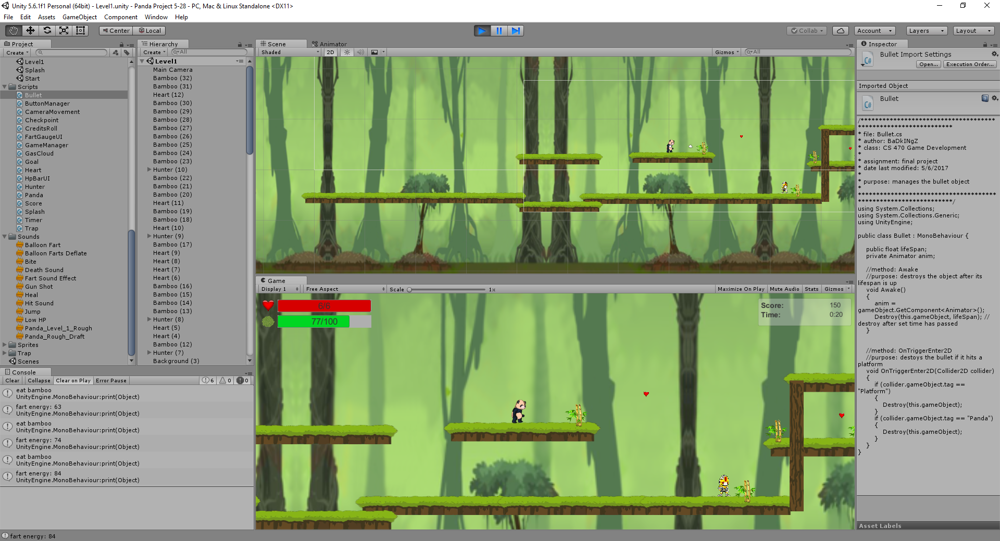 Unity 5.6.1f1 Personal (64bit) - Level1.unity - Panda Project 5-28 - PC, Mac & Linux Standalone <DX11>
File Edit Assets GameObject Component Window Help
Center Local
Collab Account Layers Layout
Project
Create
Level1
Splash
Start
Scripts
Bullet
ButtonManager
CameraMovement
Checkpoint
CreditsRoll
FartGaugeUI
GameManager
GasCloud
Goal
Heart
HpBarUI
Hunter
Panda
Score
Splash
Timer
Trap
Sounds
Balloon Fart
Balloon Farts Deflate
Bite
Death Sound
Fart Sound Effect
Gun Shot
Heal
Hit Sound
Jump
Low HP
Panda_Level_1_Rough
Panda_Rough_Draft
Sprites
Trap
Scenes
Hierarchy
Create All
Level1
Main Camera
Bamboo (32)
Bamboo (31)
Heart (12)
Bamboo (30)
Bamboo (29)
Bamboo (28)
Bamboo (27)
Bamboo (26)
Bamboo (25)
Bamboo (24)
Bamboo (23)
Hunter (10)
Bamboo (22)
Bamboo (21)
Bamboo (20)
Heart (11)
Bamboo (19)
Bamboo (18)
Heart (10)
Hunter (9)
Bamboo (17)
Heart (9)
Heart (8)
Heart (7)
Heart (6)
Bamboo (16)
Bamboo (15)
Bamboo (14)
Bamboo (13)
Hunter (8)
Heart (5)
Heart (4)
Bamboo (12)
Hunter (7)
Background (3)
Scene Animator
Shaded 2D Gizmos All
Game
Display 1 Free Aspect Scale 1x Maximize On Play Mute Audio Stats Gizmos
6/6
77/100
Score: 150
Time: 0:20
Console
Clear Collapse Clear on Play Error Pause 6 0 0
eat bamboo
UnityEngine.MonoBehaviour:print(Object)
fart energy: 63
UnityEngine.MonoBehaviour:print(Object)
eat bamboo
UnityEngine.MonoBehaviour:print(Object)
fart energy: 74
UnityEngine.MonoBehaviour:print(Object)
eat bamboo
UnityEngine.MonoBehaviour:print(Object)
fart energy: 84
UnityEngine.MonoBehaviour:print(Object)
fart energy: 84
Inspector
Bullet Import Settings
C#
Open... Execution Order...
Imported Object
Bullet
C#
/*************************************
**************************
* file: Bullet.cs
* author: BaDkINgZ
* class: CS 470 Game Development
*
* assignment: final project
* date last modified: 5/6/2017
*
* purpose: manages the bullet object
*
**************************************
**************************/
using System.Collections;
using System.Collections.Generic;
using UnityEngine;
public class Bullet : MonoBehaviour {
public float lifeSpan;
private Animator anim;
//method: Awake
//purpose: destroys the object after its
lifespan is up
void Awake()
{
anim =
gameObject.GetComponent<Animator>();
Destroy(this.gameObject, lifeSpan); //
destroy after set time has passed
}
//method: OnTriggerEnter2D
//purpose: destoys the bullet if it hits a
platform
void OnTriggerEnter2D(Collider2D collider)
{
if (collider.gameObject.tag ==
"Platform")
{
Destroy(this.gameObject);
}
if (collider.gameObject.tag == "Panda")
{
Destroy(this.gameObject);
}
}
}
Asset Labels